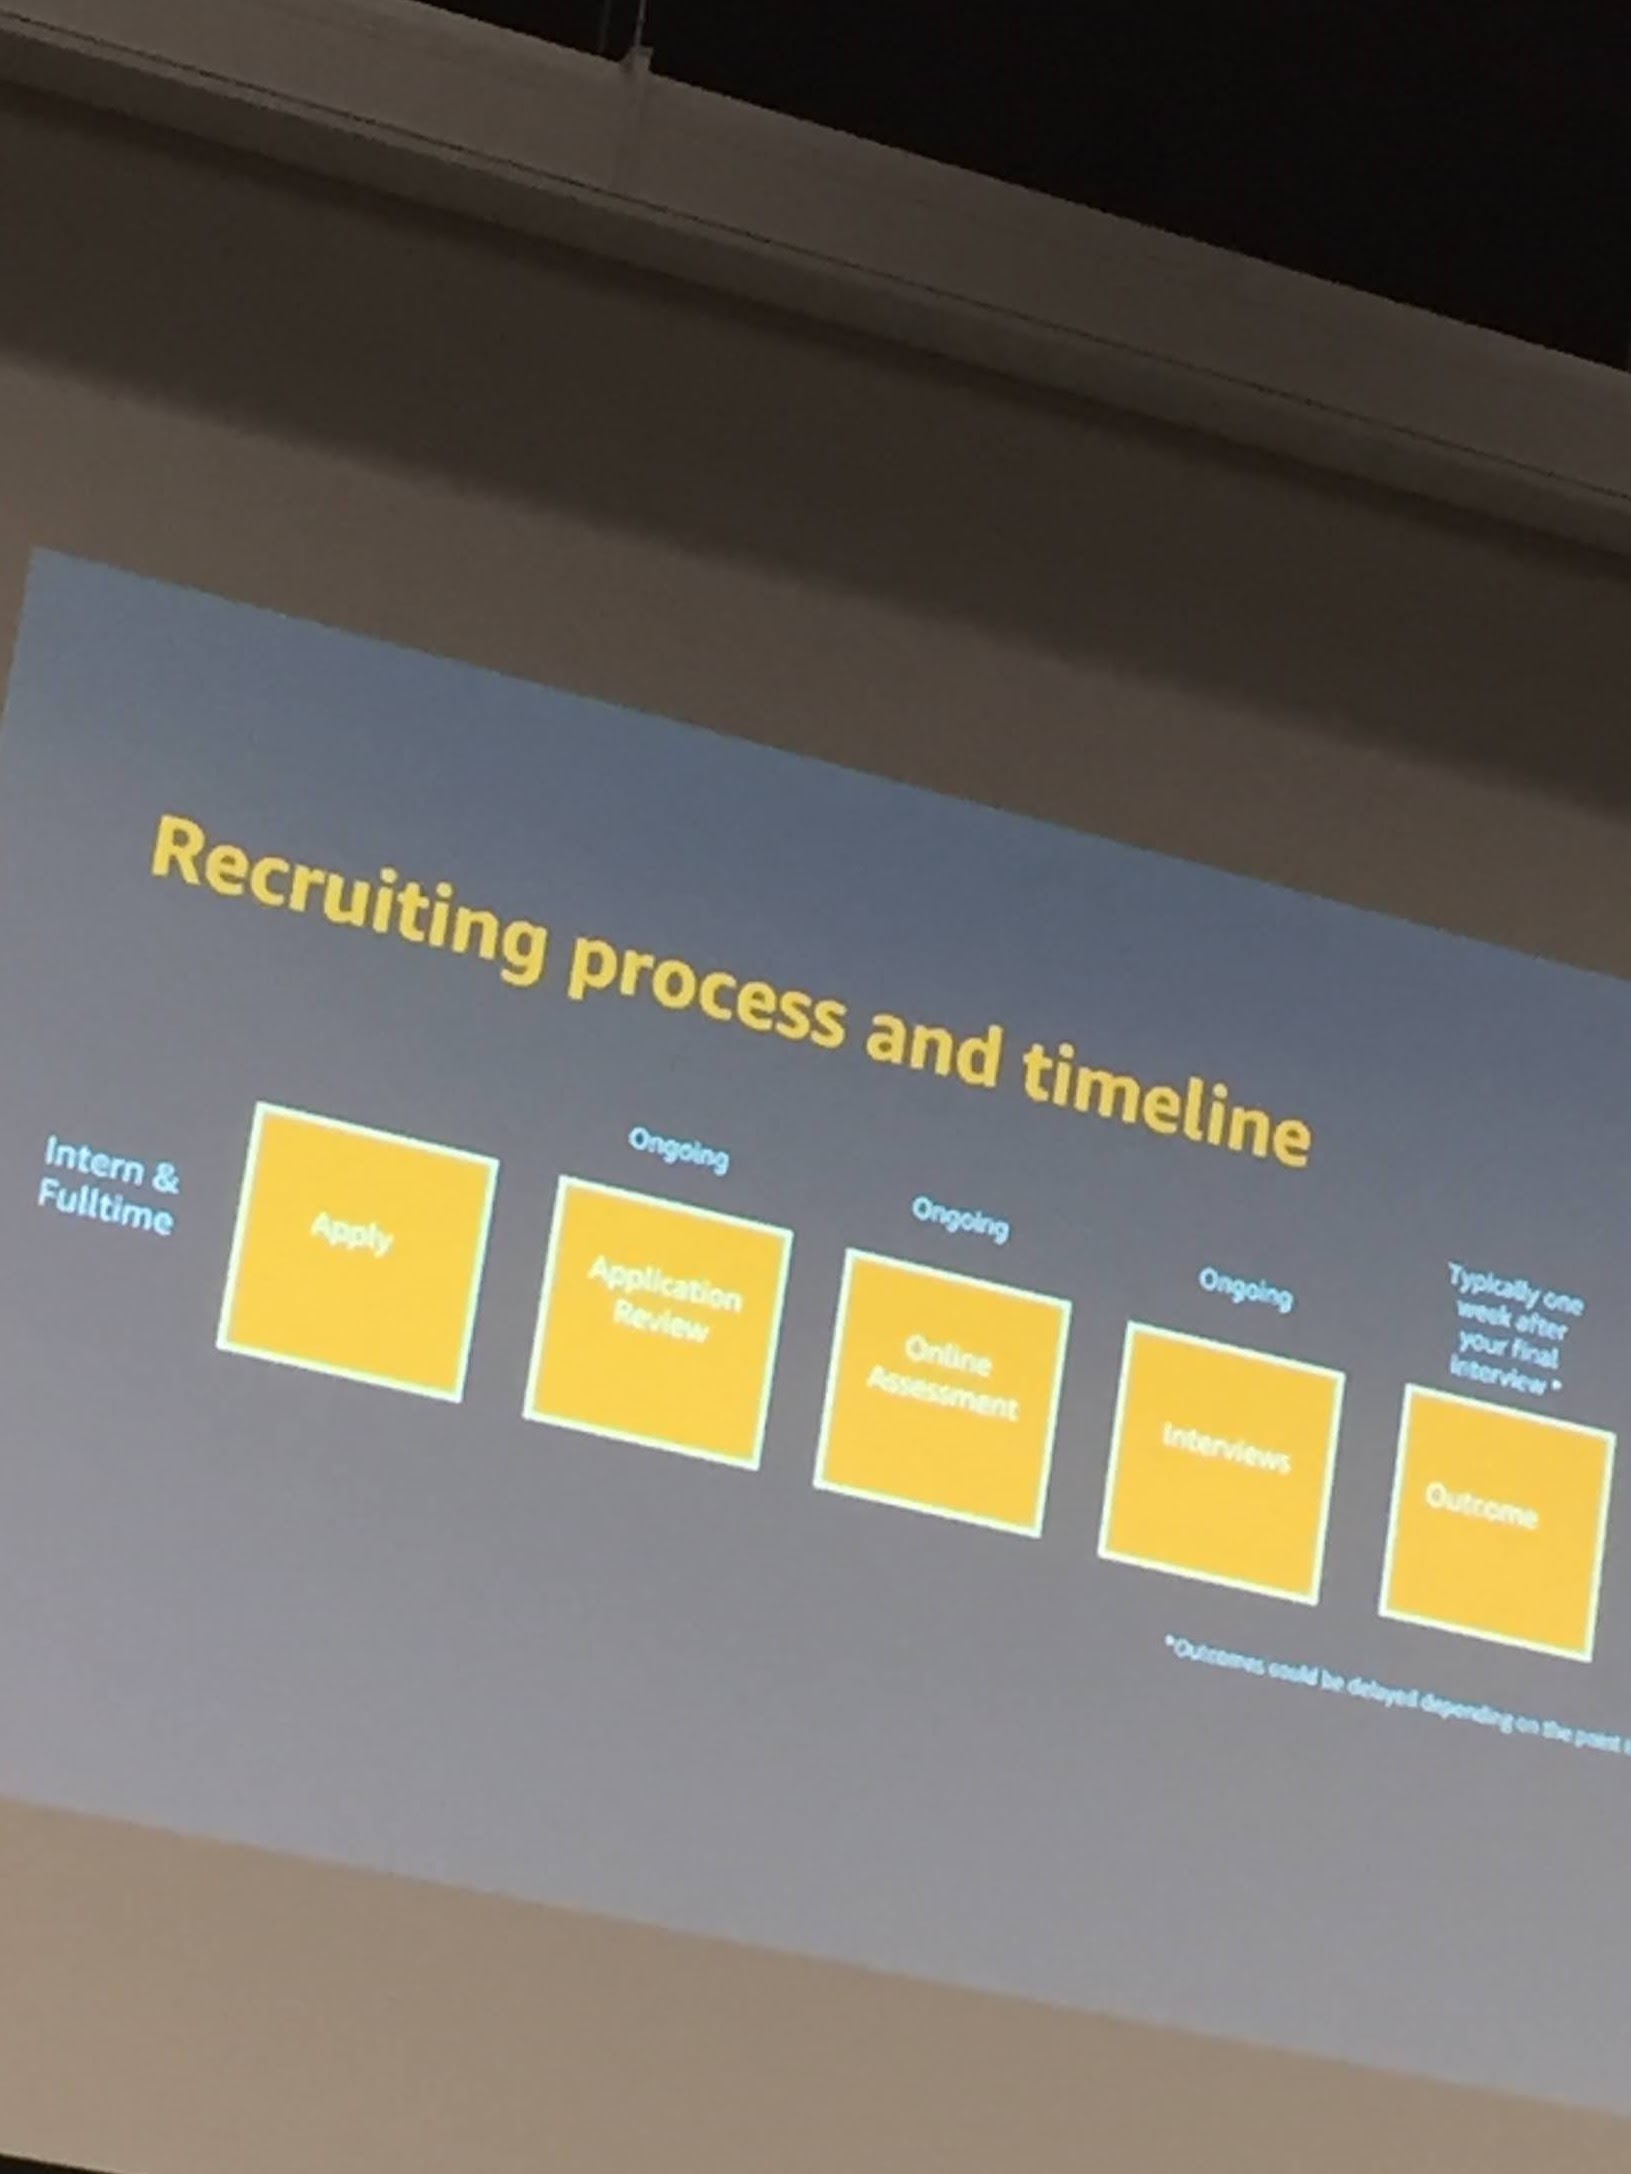 Recruiting process and timeline
Intern &
Fulltime
Apply
Ongoing
Application
Review
Ongoing
Online
Assessment
Ongoing
Interviews
Typically one
week after
your final
interview *
Outcome
*Outcomes could be delayed depending on the point